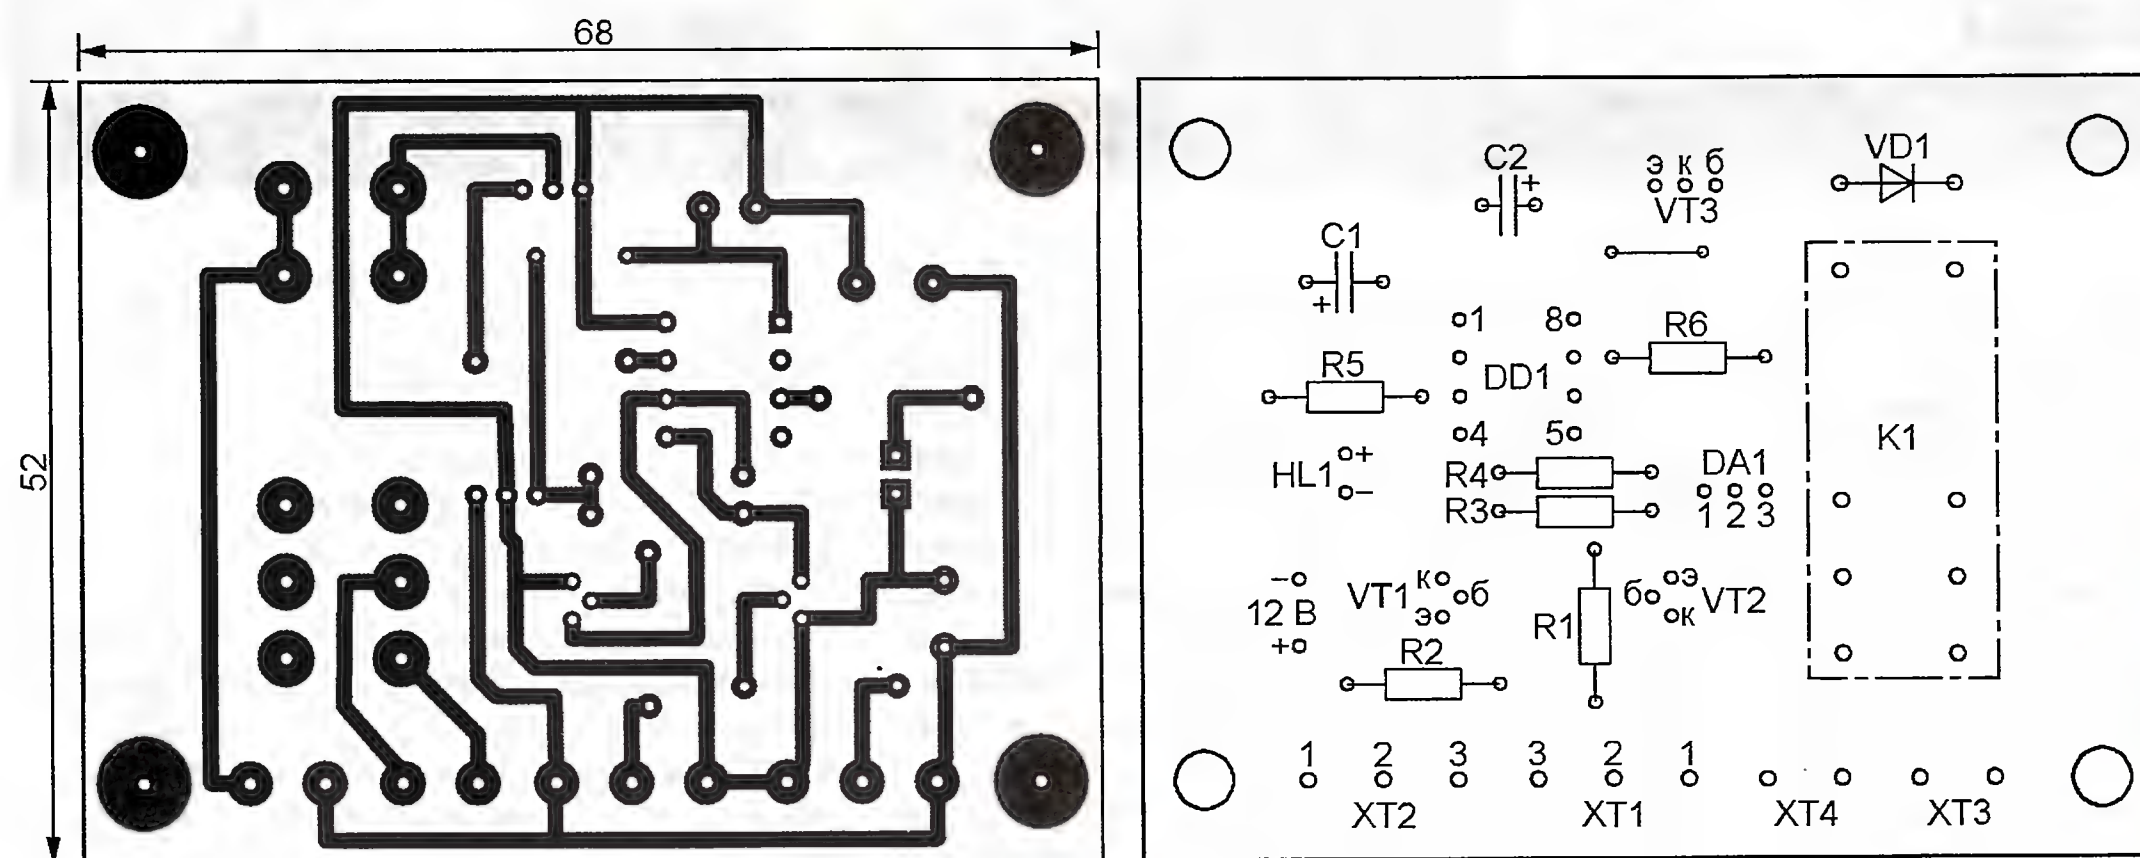 68
52
C2
+
э к б
VT3
VD1
C1
+
1
8
R6
R5
DD1
4
5
K1
HL1
+
−
R4
DA1
R3
1 2 3
−
12 В
+
VT1
к
б
э
R1
б
э
к
VT2
R2
1 2 3 3 2 1
XT2 XT1 XT4 XT3